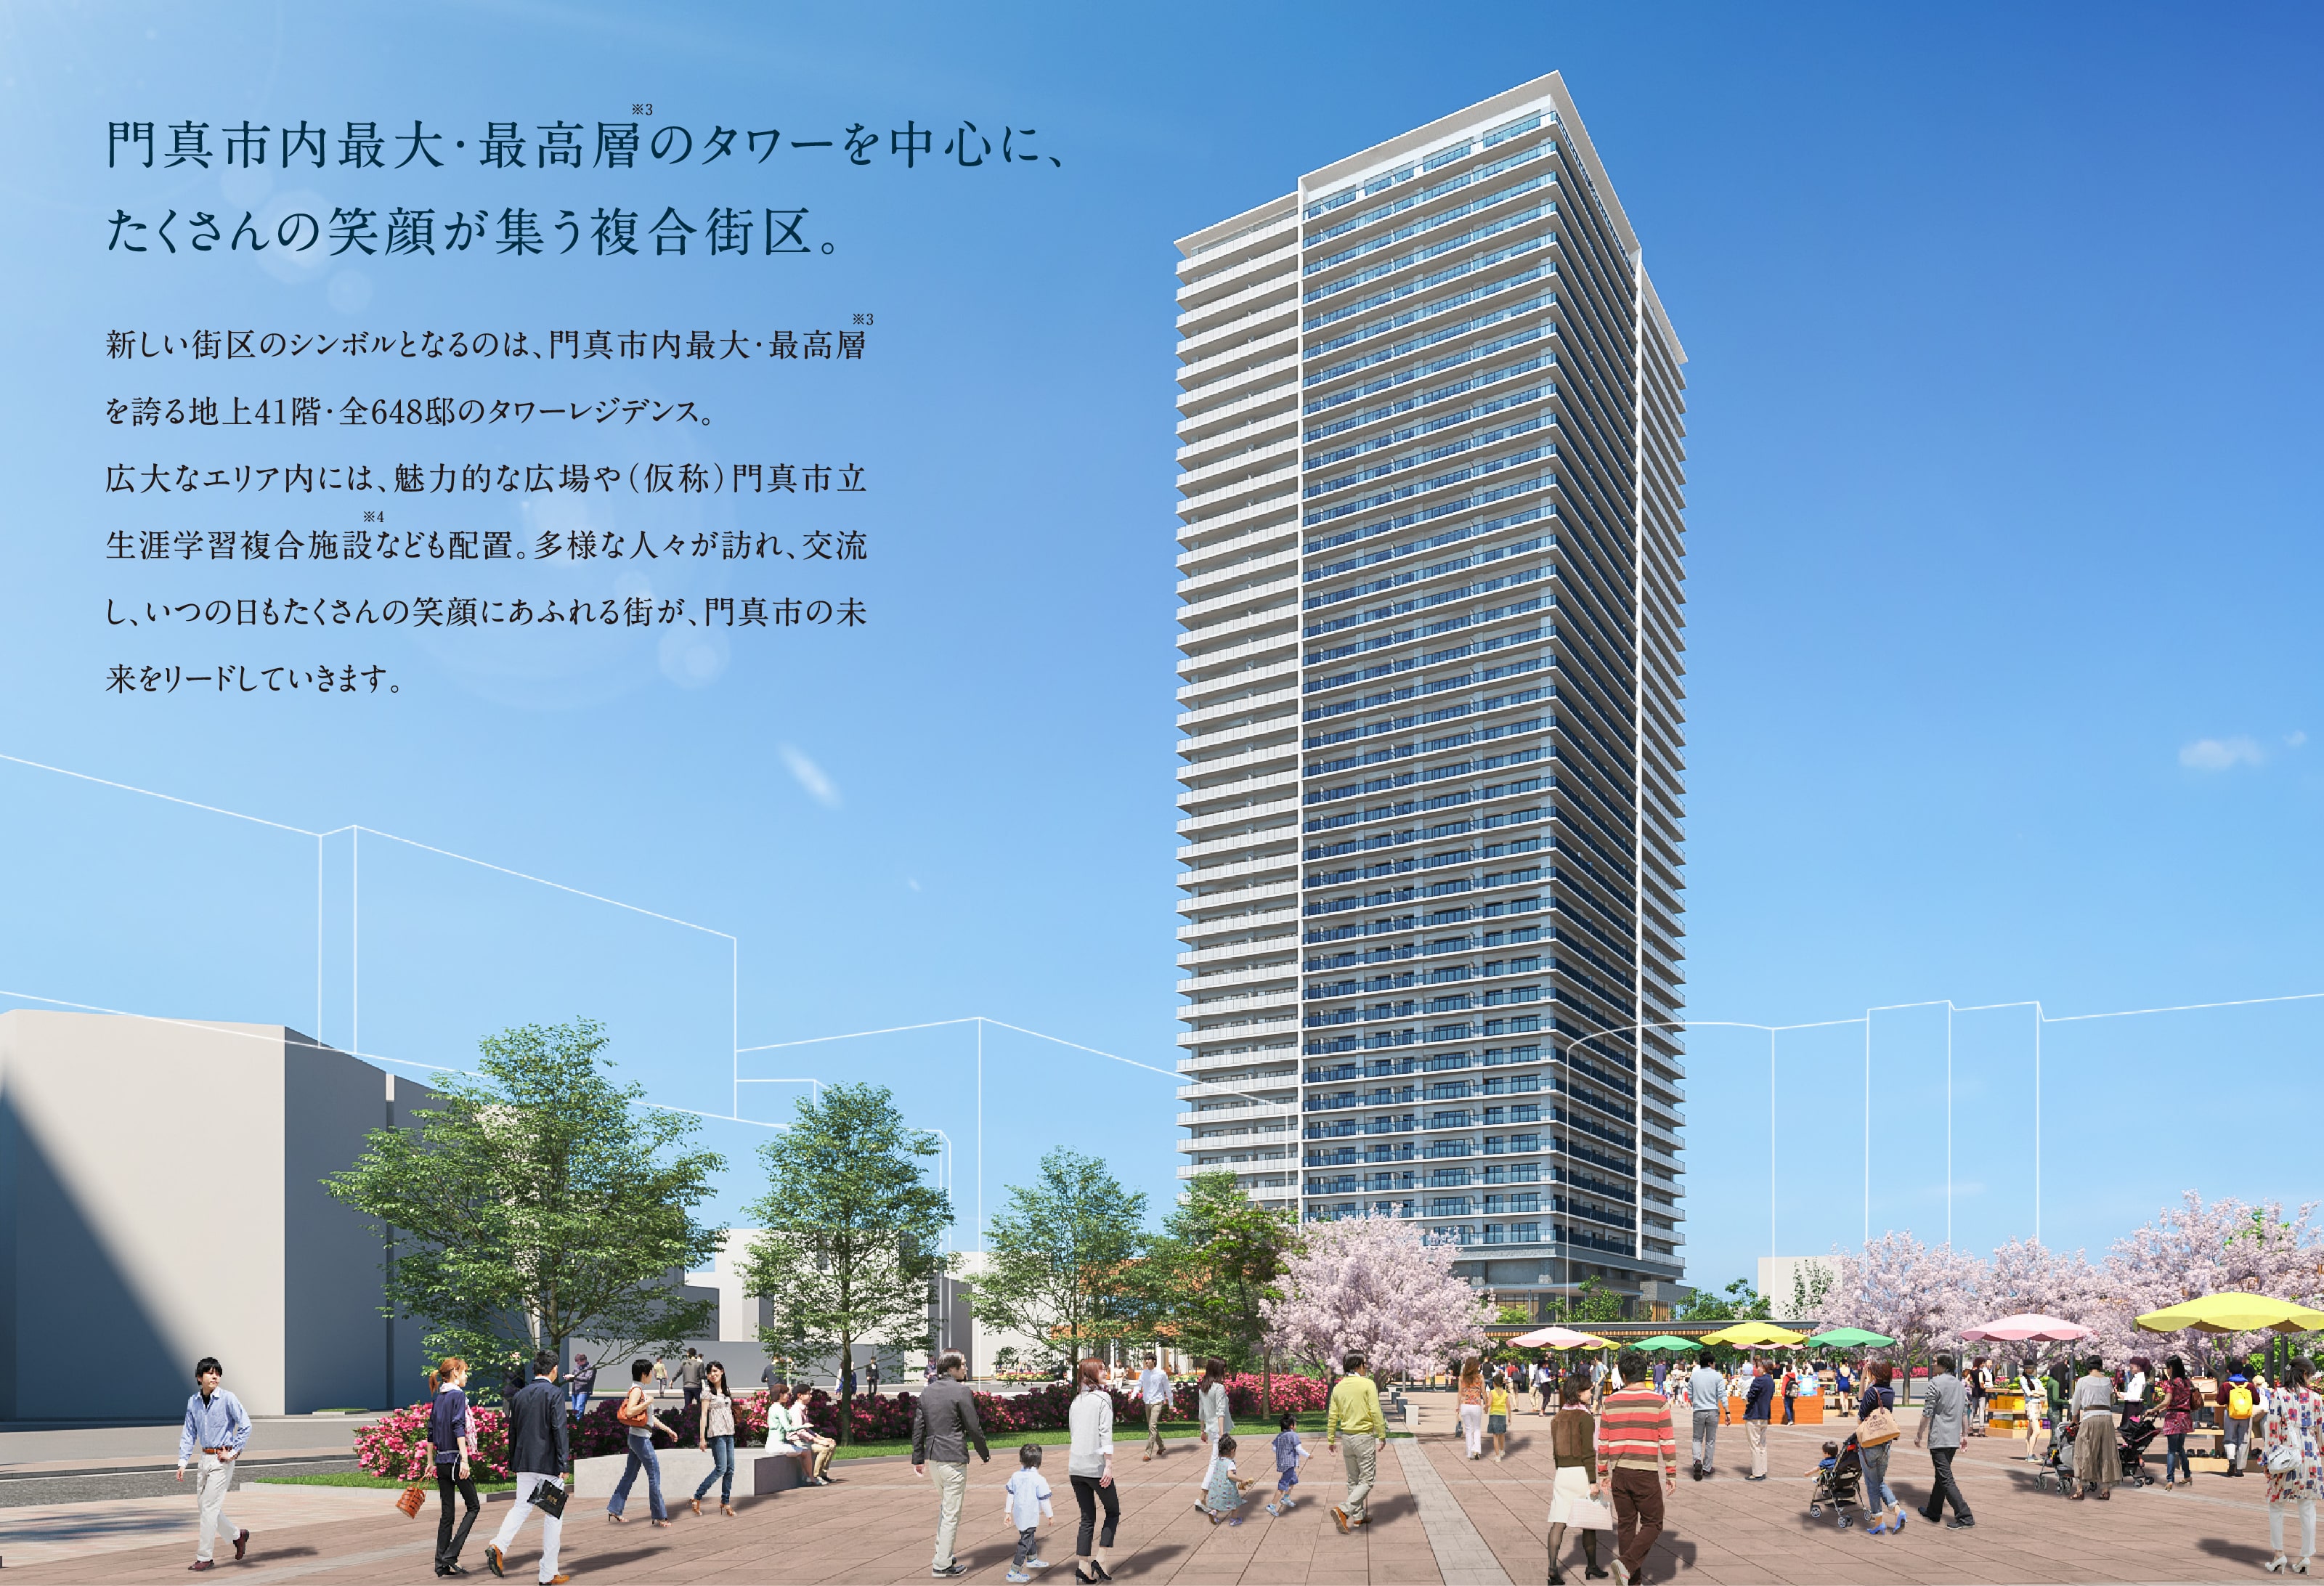 門真市内最大・最高層※3のタワーを中心に、
たくさんの笑顔が集う複合街区。
新しい街区のシンボルとなるのは、門真市内最大・最高層※3
を誇る地上41階・全648邸のタワーレジデンス。
広大なエリア内には、魅力的な広場や（仮称）門真市立
生涯学習複合施設※4なども配置。多様な人々が訪れ、交流
し、いつの日もたくさんの笑顔にあふれる街が、門真市の未
来をリードしていきます。